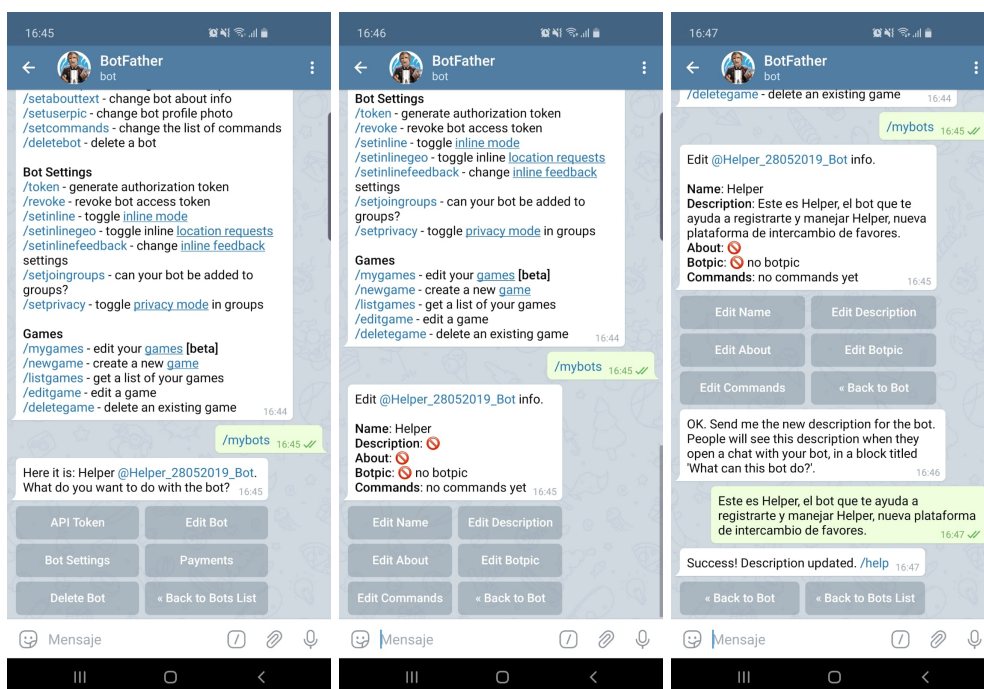 16:45
BotFather
bot
/setabouttext - change bot about info
/setuserpic - change bot profile photo
/setcommands - change the list of commands
/deletebot - delete a bot
Bot Settings
/token - generate authorization token
/revoke - revoke bot access token
/setinline - toggle inline mode
/setinlinegeo - toggle inline location requests
/setinlinefeedback - change inline feedback
settings
/setjoingroups - can your bot be added to
groups?
/setprivacy - toggle privacy mode in groups
Games
/mygames - edit your games [beta]
/newgame - create a new game
/listgames - get a list of your games
/editgame - edit a game
/deletegame - delete an existing game 16:44
/mybots 16:45
Here it is: Helper @Helper_28052019_Bot.
What do you want to do with the bot? 16:45
API Token Edit Bot
Bot Settings Payments
Delete Bot « Back to Bots List
Mensaje
16:46
BotFather
bot
Bot Settings
/token - generate authorization token
/revoke - revoke bot access token
/setinline - toggle inline mode
/setinlinegeo - toggle inline location requests
/setinlinefeedback - change inline feedback
settings
/setjoingroups - can your bot be added to
groups?
/setprivacy - toggle privacy mode in groups
Games
/mygames - edit your games [beta]
/newgame - create a new game
/listgames - get a list of your games
/editgame - edit a game
/deletegame - delete an existing game 16:44
/mybots 16:45
Edit @Helper_28052019_Bot info.
Name: Helper
Description: 🚫
About: 🚫
Botpic: 🚫 no botpic
Commands: no commands yet 16:45
Edit Name Edit Description
Edit About Edit Botpic
Edit Commands « Back to Bot
Mensaje
16:47
BotFather
bot
/deletegame - delete an existing game 16:44
/mybots 16:45
Edit @Helper_28052019_Bot info.
Name: Helper
Description: Este es Helper, el bot que te
ayuda a registrarte y manejar Helper, nueva
plataforma de intercambio de favores.
About: 🚫
Botpic: 🚫 no botpic
Commands: no commands yet 16:45
Edit Name Edit Description
Edit About Edit Botpic
Edit Commands « Back to Bot
OK. Send me the new description for the bot.
People will see this description when they
open a chat with your bot, in a block titled
'What can this bot do?'. 16:46
Este es Helper, el bot que te ayuda a
registrarte y manejar Helper, nueva plataforma
de intercambio de favores. 16:47
Success! Description updated. /help 16:47
« Back to Bot « Back to Bots List
Mensaje